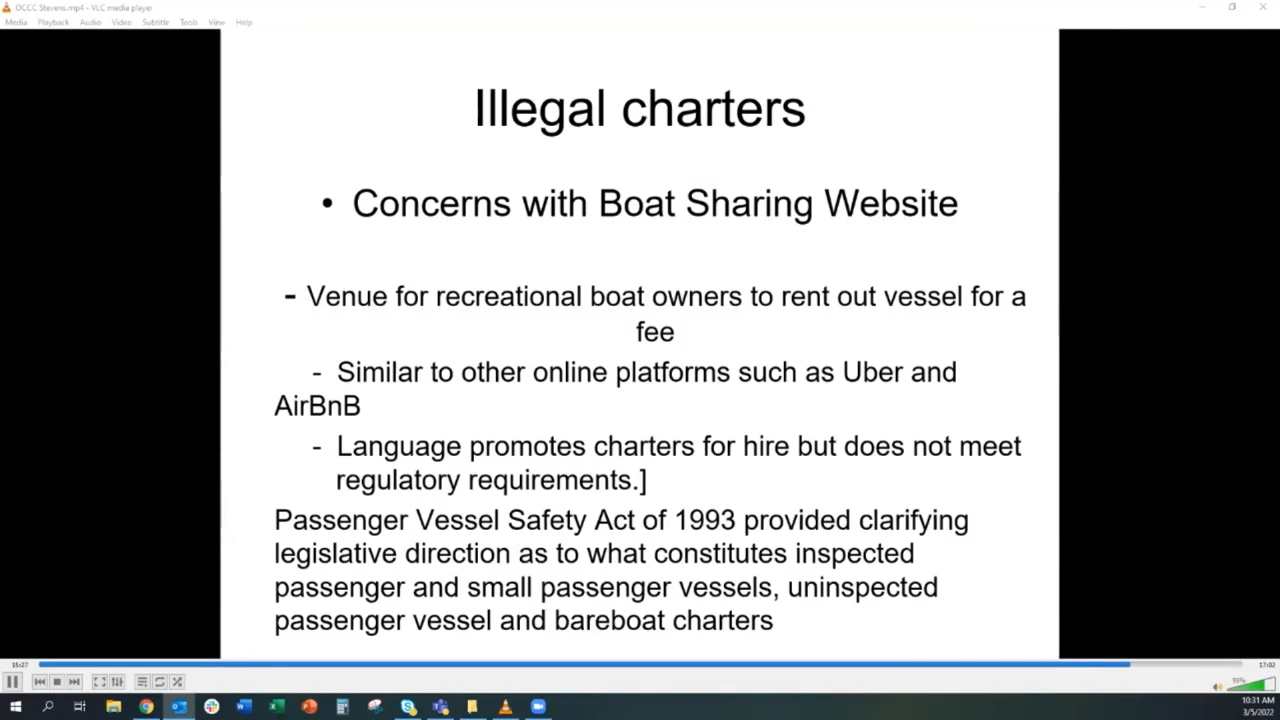 OCCC Stevens.mp4 - VLC media player
Media Playback Audio Video Subtitle Tools View Help
Illegal charters
• Concerns with Boat Sharing Website
- Venue for recreational boat owners to rent out vessel for a
fee
- Similar to other online platforms such as Uber and
AirBnB
- Language promotes charters for hire but does not meet
regulatory requirements.]
Passenger Vessel Safety Act of 1993 provided clarifying
legislative direction as to what constitutes inspected
passenger and small passenger vessels, uninspected
passenger vessel and bareboat charters
15:27 17:02
93%
10:31 AM
3/5/2022